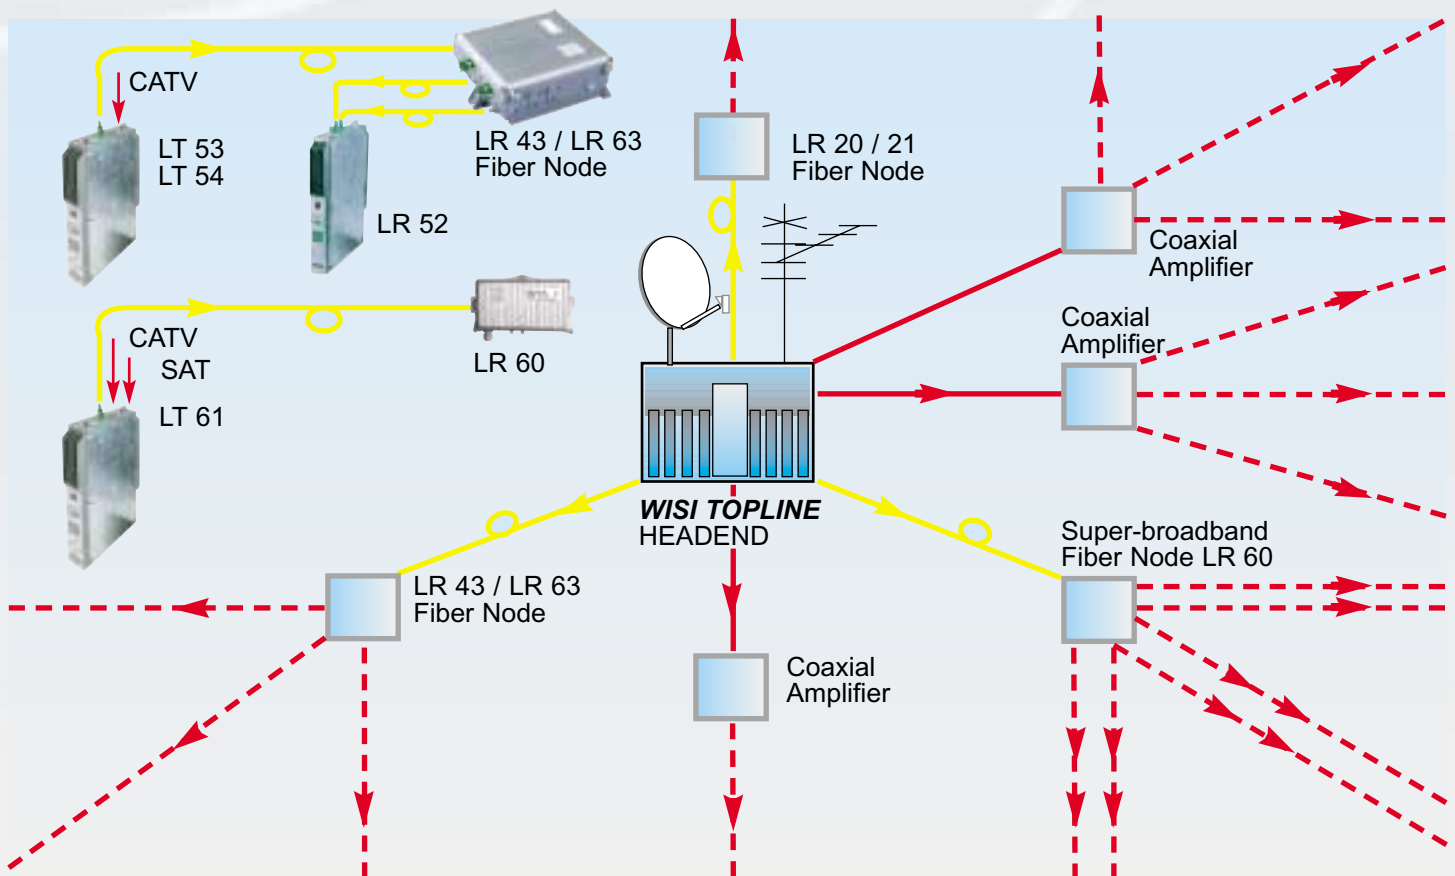 CATV
LT 53
LT 54
LR 43 / LR 63
Fiber Node
LR 52
LR 20 / 21
Fiber Node
Coaxial
Amplifier
CATV
SAT
LT 61
LR 60
Coaxial
Amplifier
WISI TOPLINE
HEADEND
Super-broadband
Fiber Node LR 60
LR 43 / LR 63
Fiber Node
Coaxial
Amplifier